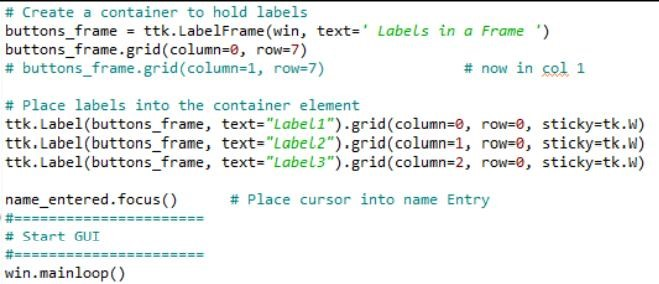 # Create a container to hold labels
buttons_frame = ttk.LabelFrame(win, text=' Labels in a Frame ')
buttons_frame.grid(column=0, row=7)
# buttons_frame.grid(column=1, row=7)                # now in col 1

# Place labels into the container element
ttk.Label(buttons_frame, text="Label1").grid(column=0, row=0, sticky=tk.W)
ttk.Label(buttons_frame, text="Label2").grid(column=1, row=0, sticky=tk.W)
ttk.Label(buttons_frame, text="Label3").grid(column=2, row=0, sticky=tk.W)

name_entered.focus()      # Place cursor into name Entry
#======================
# Start GUI
#======================
win.mainloop()